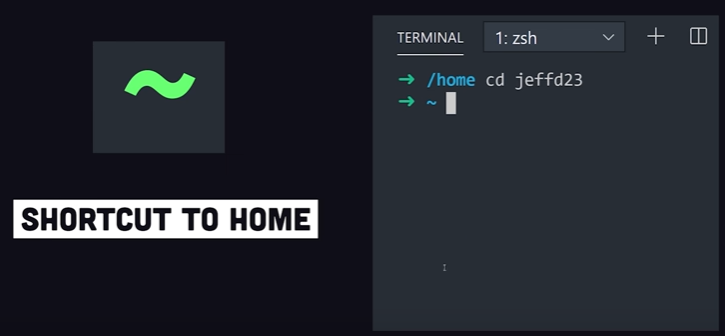 ~
SHORTCUT TO HOME
TERMINAL 1: zsh
→ /home cd jeffd23
→ ~